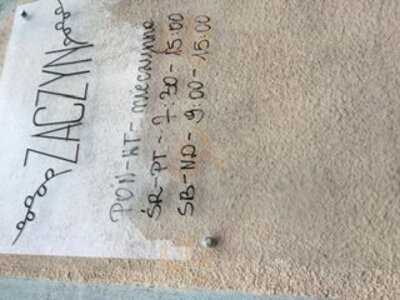 ZACZYN
PON-WT- nieczynne
ŚR-PT- 7:30-15:00
SB-ND- 9:00-15:00